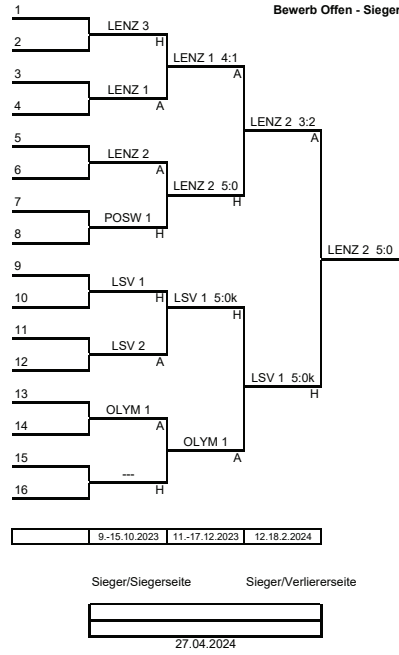 Bewerb Offen - Sieger
1
LENZ 3
2
H
LENZ 1 4:1
3
A
LENZ 1
4
A
LENZ 2 3:2
5
A
LENZ 2
6
A
LENZ 2 5:0
7
H
POSW 1
8
H
LENZ 2 5:0
9
LSV 1
10
H
LSV 1 5:0k
11
H
LSV 2
12
A
LSV 1 5:0k
13
H
OLYM 1
14
A
OLYM 1
15
A
---
16
H
9.-15.10.2023 11.-17.12.2023 12.18.2.2024
Sieger/Siegerseite Sieger/Verliererseite
27.04.2024